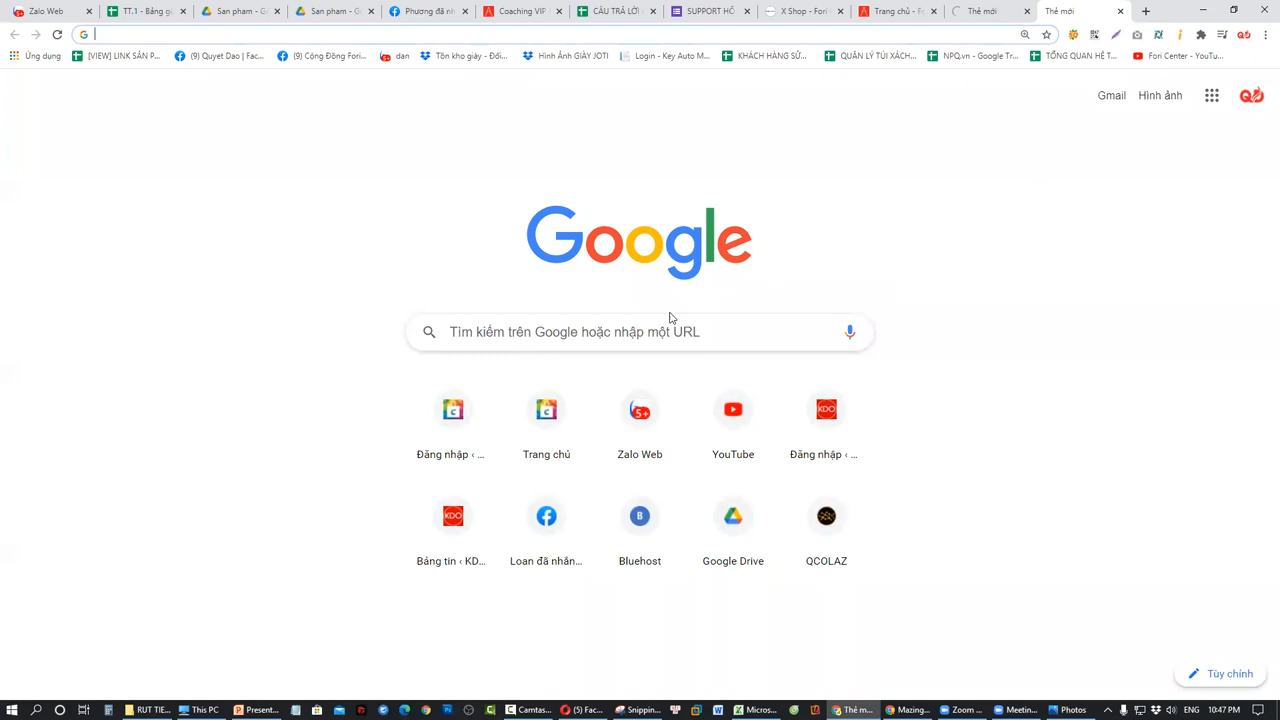 Zalo Web
TT.1 - Bảng gi
San phẩm - G
San phẩm - G
Phương đã nh
Coaching VIP
CÂU TRẢ LỜI
SUPPORT HỖ
X Shop - Fori
Trang chủ - F
Thẻ mới
Thẻ mới
Ứng dụng
[VIEW] LINK SẢN P...
(9) Quyet Dao | Fac...
(9) Cộng Đồng Fori...
dan
Tồn kho giày - Đối...
Hình Ảnh GIÀY JOTI
Login - Key Auto M...
KHÁCH HÀNG SỬ...
QUẢN LÝ TÚI XÁCH...
NPQ.vn - Google Tr...
TỔNG QUAN HỆ T...
Fori Center - YouTu...
Gmail
Hình ảnh
Google
Tìm kiếm trên Google hoặc nhập một URL
Đăng nhập ‹ ...
Trang chủ
Zalo Web
YouTube
Đăng nhập ‹ ...
Bảng tin ‹ KD...
Loan đã nhắn...
Bluehost
Google Drive
QCOLAZ
Tùy chỉnh
RUT TIE...
This PC
Present...
Camtas...
(5) Fac...
Snippin...
Micros...
Thẻ m...
Mazing...
Zoom ...
Meetin...
Photos
ENG
10:47 PM